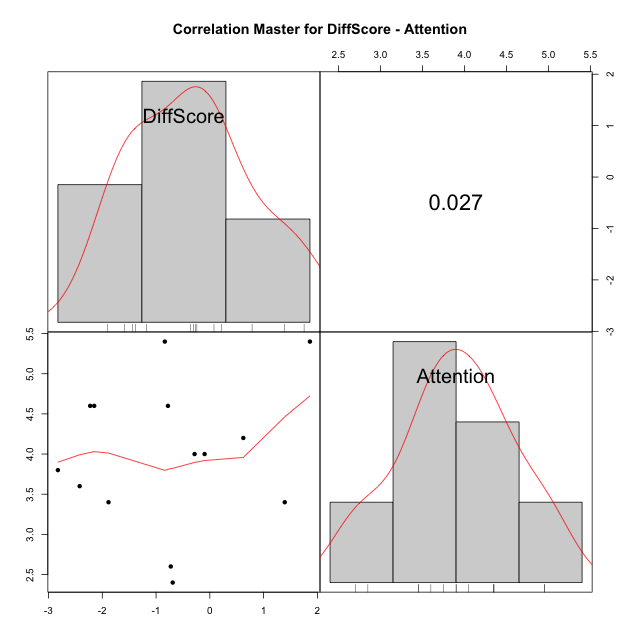 Correlation Master for DiffScore - Attention
2.5 3.0 3.5 4.0 4.5 5.0 5.5
DiffScore
0.027
2
1
0
-1
-2
-3
5.5
5.0
4.5
4.0
3.5
3.0
2.5
Attention
-3 -2 -1 0 1 2